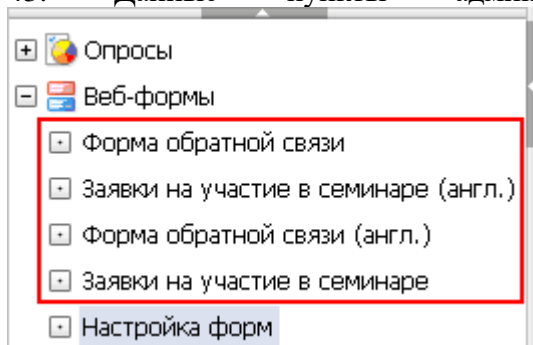 Опросы
Веб-формы
Форма обратной связи
Заявки на участие в семинаре (англ.)
Форма обратной связи (англ.)
Заявки на участие в семинаре
Настройка форм